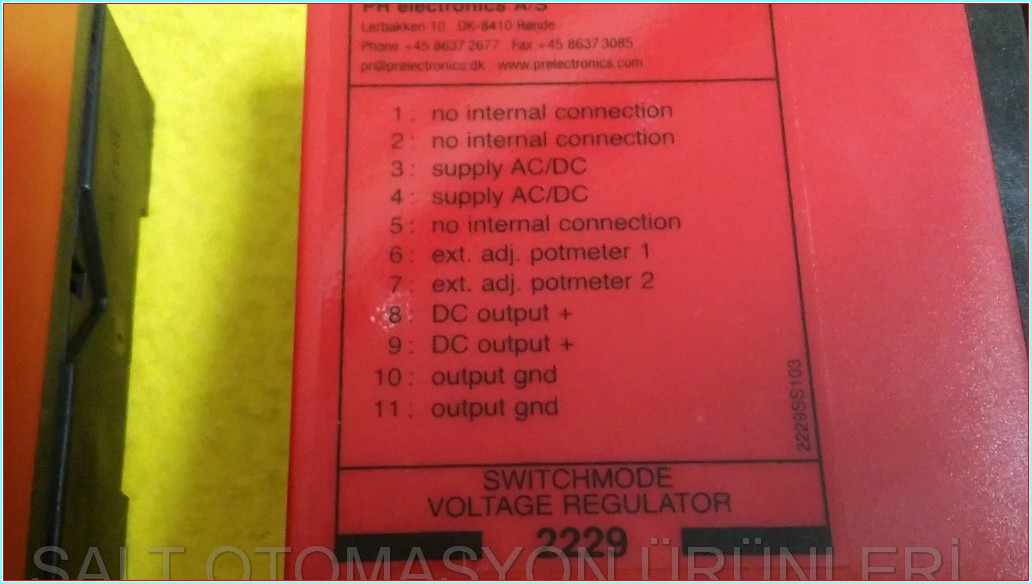 PR electronics A/S
Lerbakken 10 DK-8410 Rønde
Phone +45 8637 2677 Fax +45 8637 3085
pr@prelectronics.dk www.prelectronics.com
1 : no internal connection
2 : no internal connection
3 : supply AC/DC
4 : supply AC/DC
5 : no internal connection
6 : ext. adj. potmeter 1
7 : ext. adj. potmeter 2
8 : DC output +
9 : DC output +
10 : output gnd
11 : output gnd
2229SS103
SWITCHMODE
VOLTAGE REGULATOR
2229
SALT OTOMASYON ÜRÜNLERİ